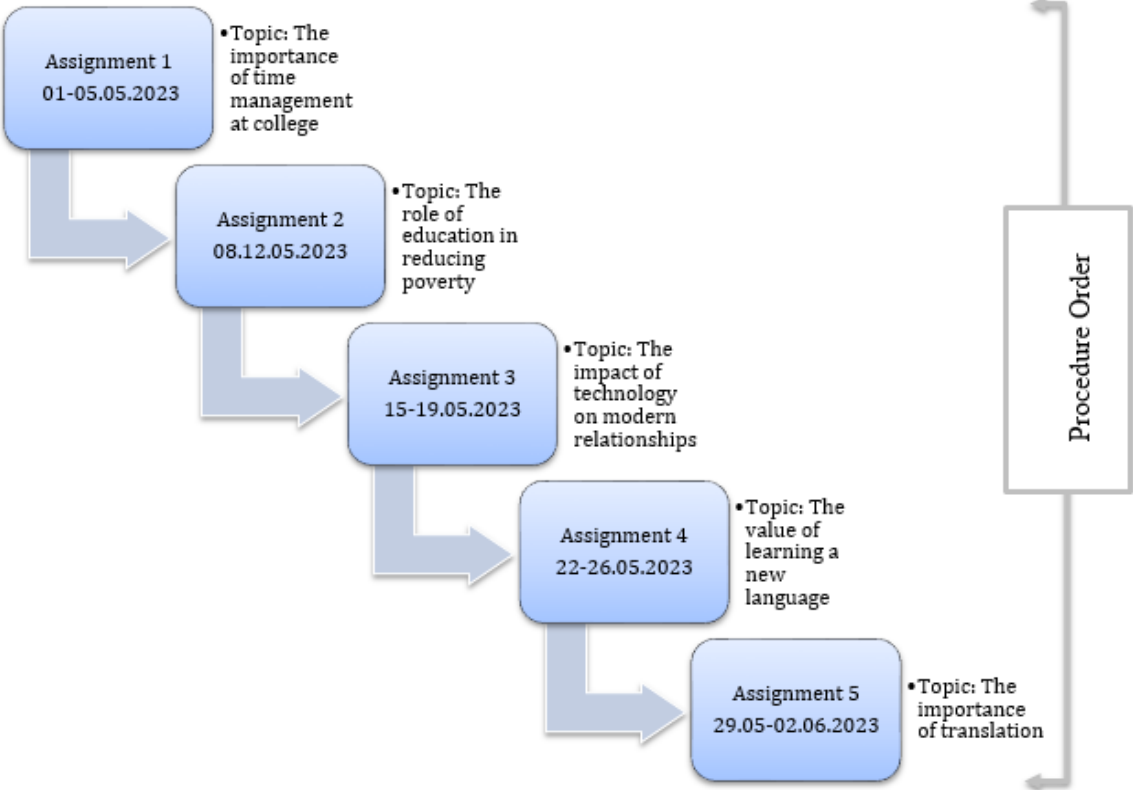 Assignment 1
01-05.05.2023
•Topic: The
importance
of time
management
at college
Assignment 2
08.12.05.2023
•Topic: The
role of
education in
reducing
poverty
Assignment 3
15-19.05.2023
•Topic: The
impact of
technology
on modern
relationships
Assignment 4
22-26.05.2023
•Topic: The
value of
learning a
new
language
Assignment 5
29.05-02.06.2023
•Topic: The
importance
of translation
Procedure Order